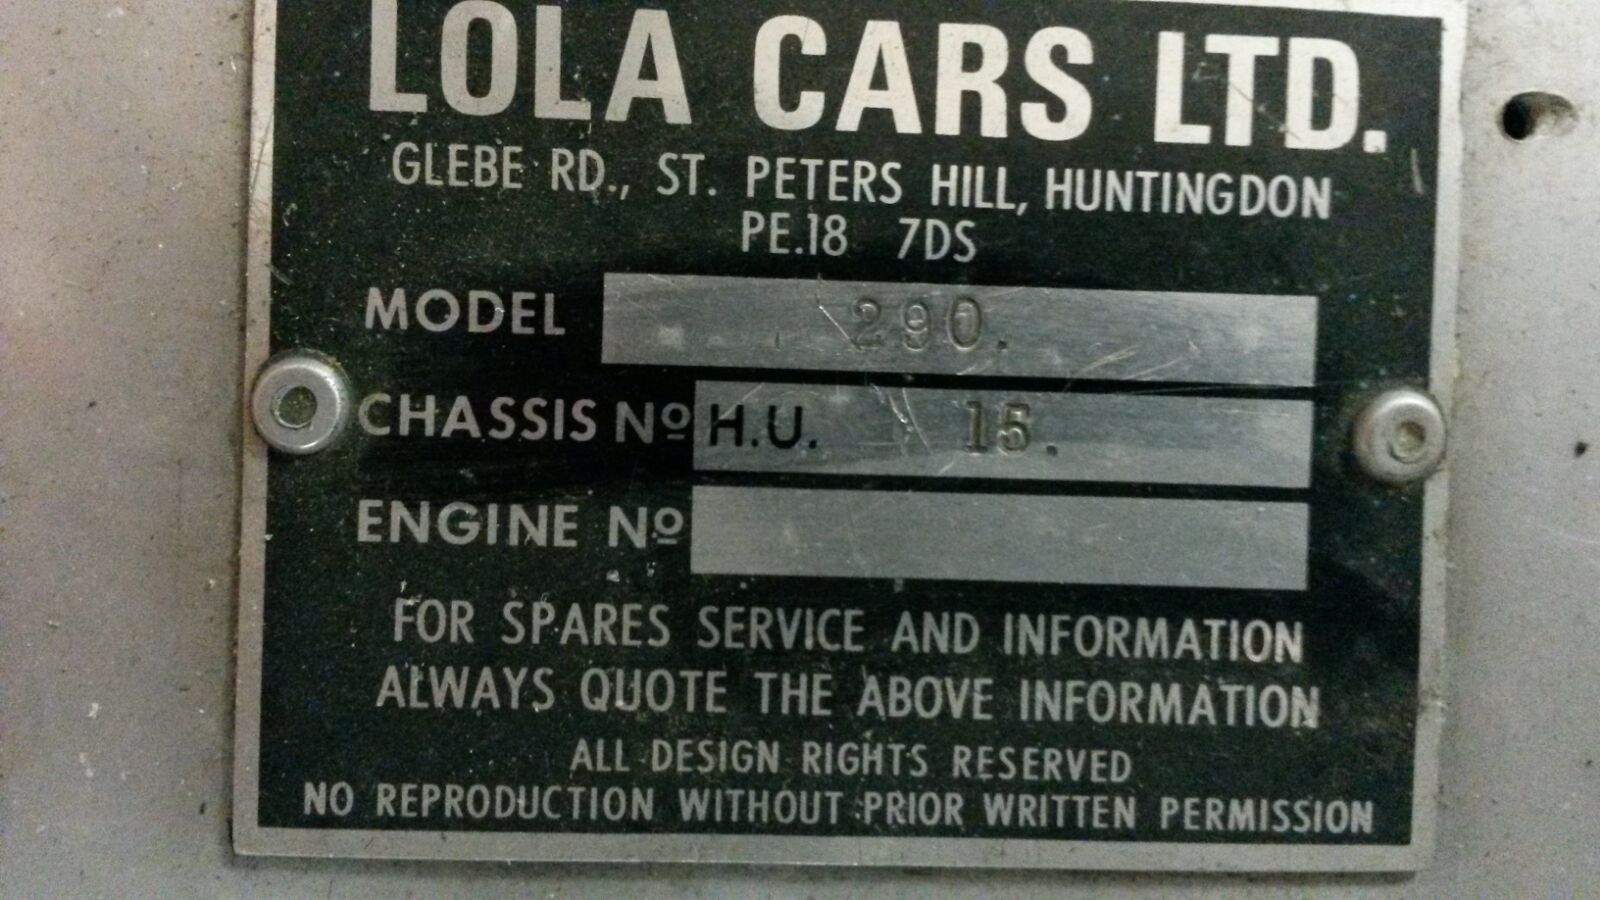 LOLA CARS LTD.
GLEBE RD., ST. PETERS HILL, HUNTINGDON
PE.18 7DS
MODEL 290.
CHASSIS Nº H.U. 15.
ENGINE Nº
FOR SPARES SERVICE AND INFORMATION
ALWAYS QUOTE THE ABOVE INFORMATION
ALL DESIGN RIGHTS RESERVED
NO REPRODUCTION WITHOUT PRIOR WRITTEN PERMISSION